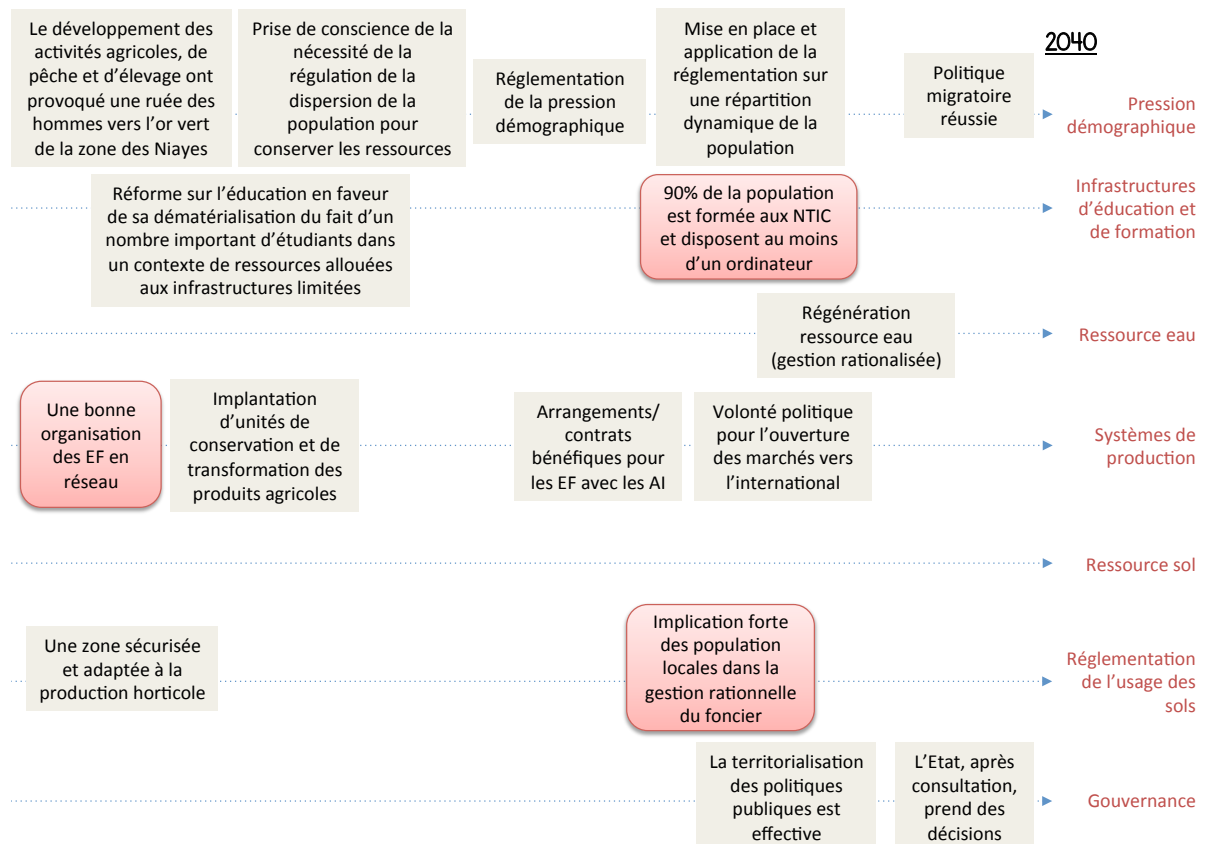 Le développement des
activités agricoles, de
pêche et d'élevage ont
provoqué une ruée des
hommes vers l'or vert
de la zone des Niayes
Prise de conscience de la
nécessité de la
régulation de la
dispersion de la
population pour
conserver les ressources
Réglementation
de la pression
démographique
Mise en place et
application de la
réglementation sur
une répartition
dynamique de la
population
Politique
migratoire
réussie
2040
Pression
démographique
Réforme sur l'éducation en faveur
de sa dématérialisation du fait d'un
nombre important d'étudiants dans
un contexte de ressources allouées
aux infrastructures limitées
90% de la population
est formée aux NTIC
et disposent au moins
d'un ordinateur
Infrastructures
d'éducation et
de formation
Régénération
ressource eau
(gestion rationalisée)
Ressource eau
Une bonne
organisation
des EF en
réseau
Implantation
d'unités de
conservation et de
transformation des
produits agricoles
Arrangements/
contrats
bénéfiques pour
les EF avec les AI
Volonté politique
pour l'ouverture
des marchés vers
l'international
Systèmes de
production
Ressource sol
Une zone sécurisée
et adaptée à la
production horticole
Implication forte
des population
locales dans la
gestion rationnelle
du foncier
Réglementation
de l'usage des
sols
La territorialisation
des politiques
publiques est
effective
L'Etat, après
consultation,
prend des
décisions
Gouvernance